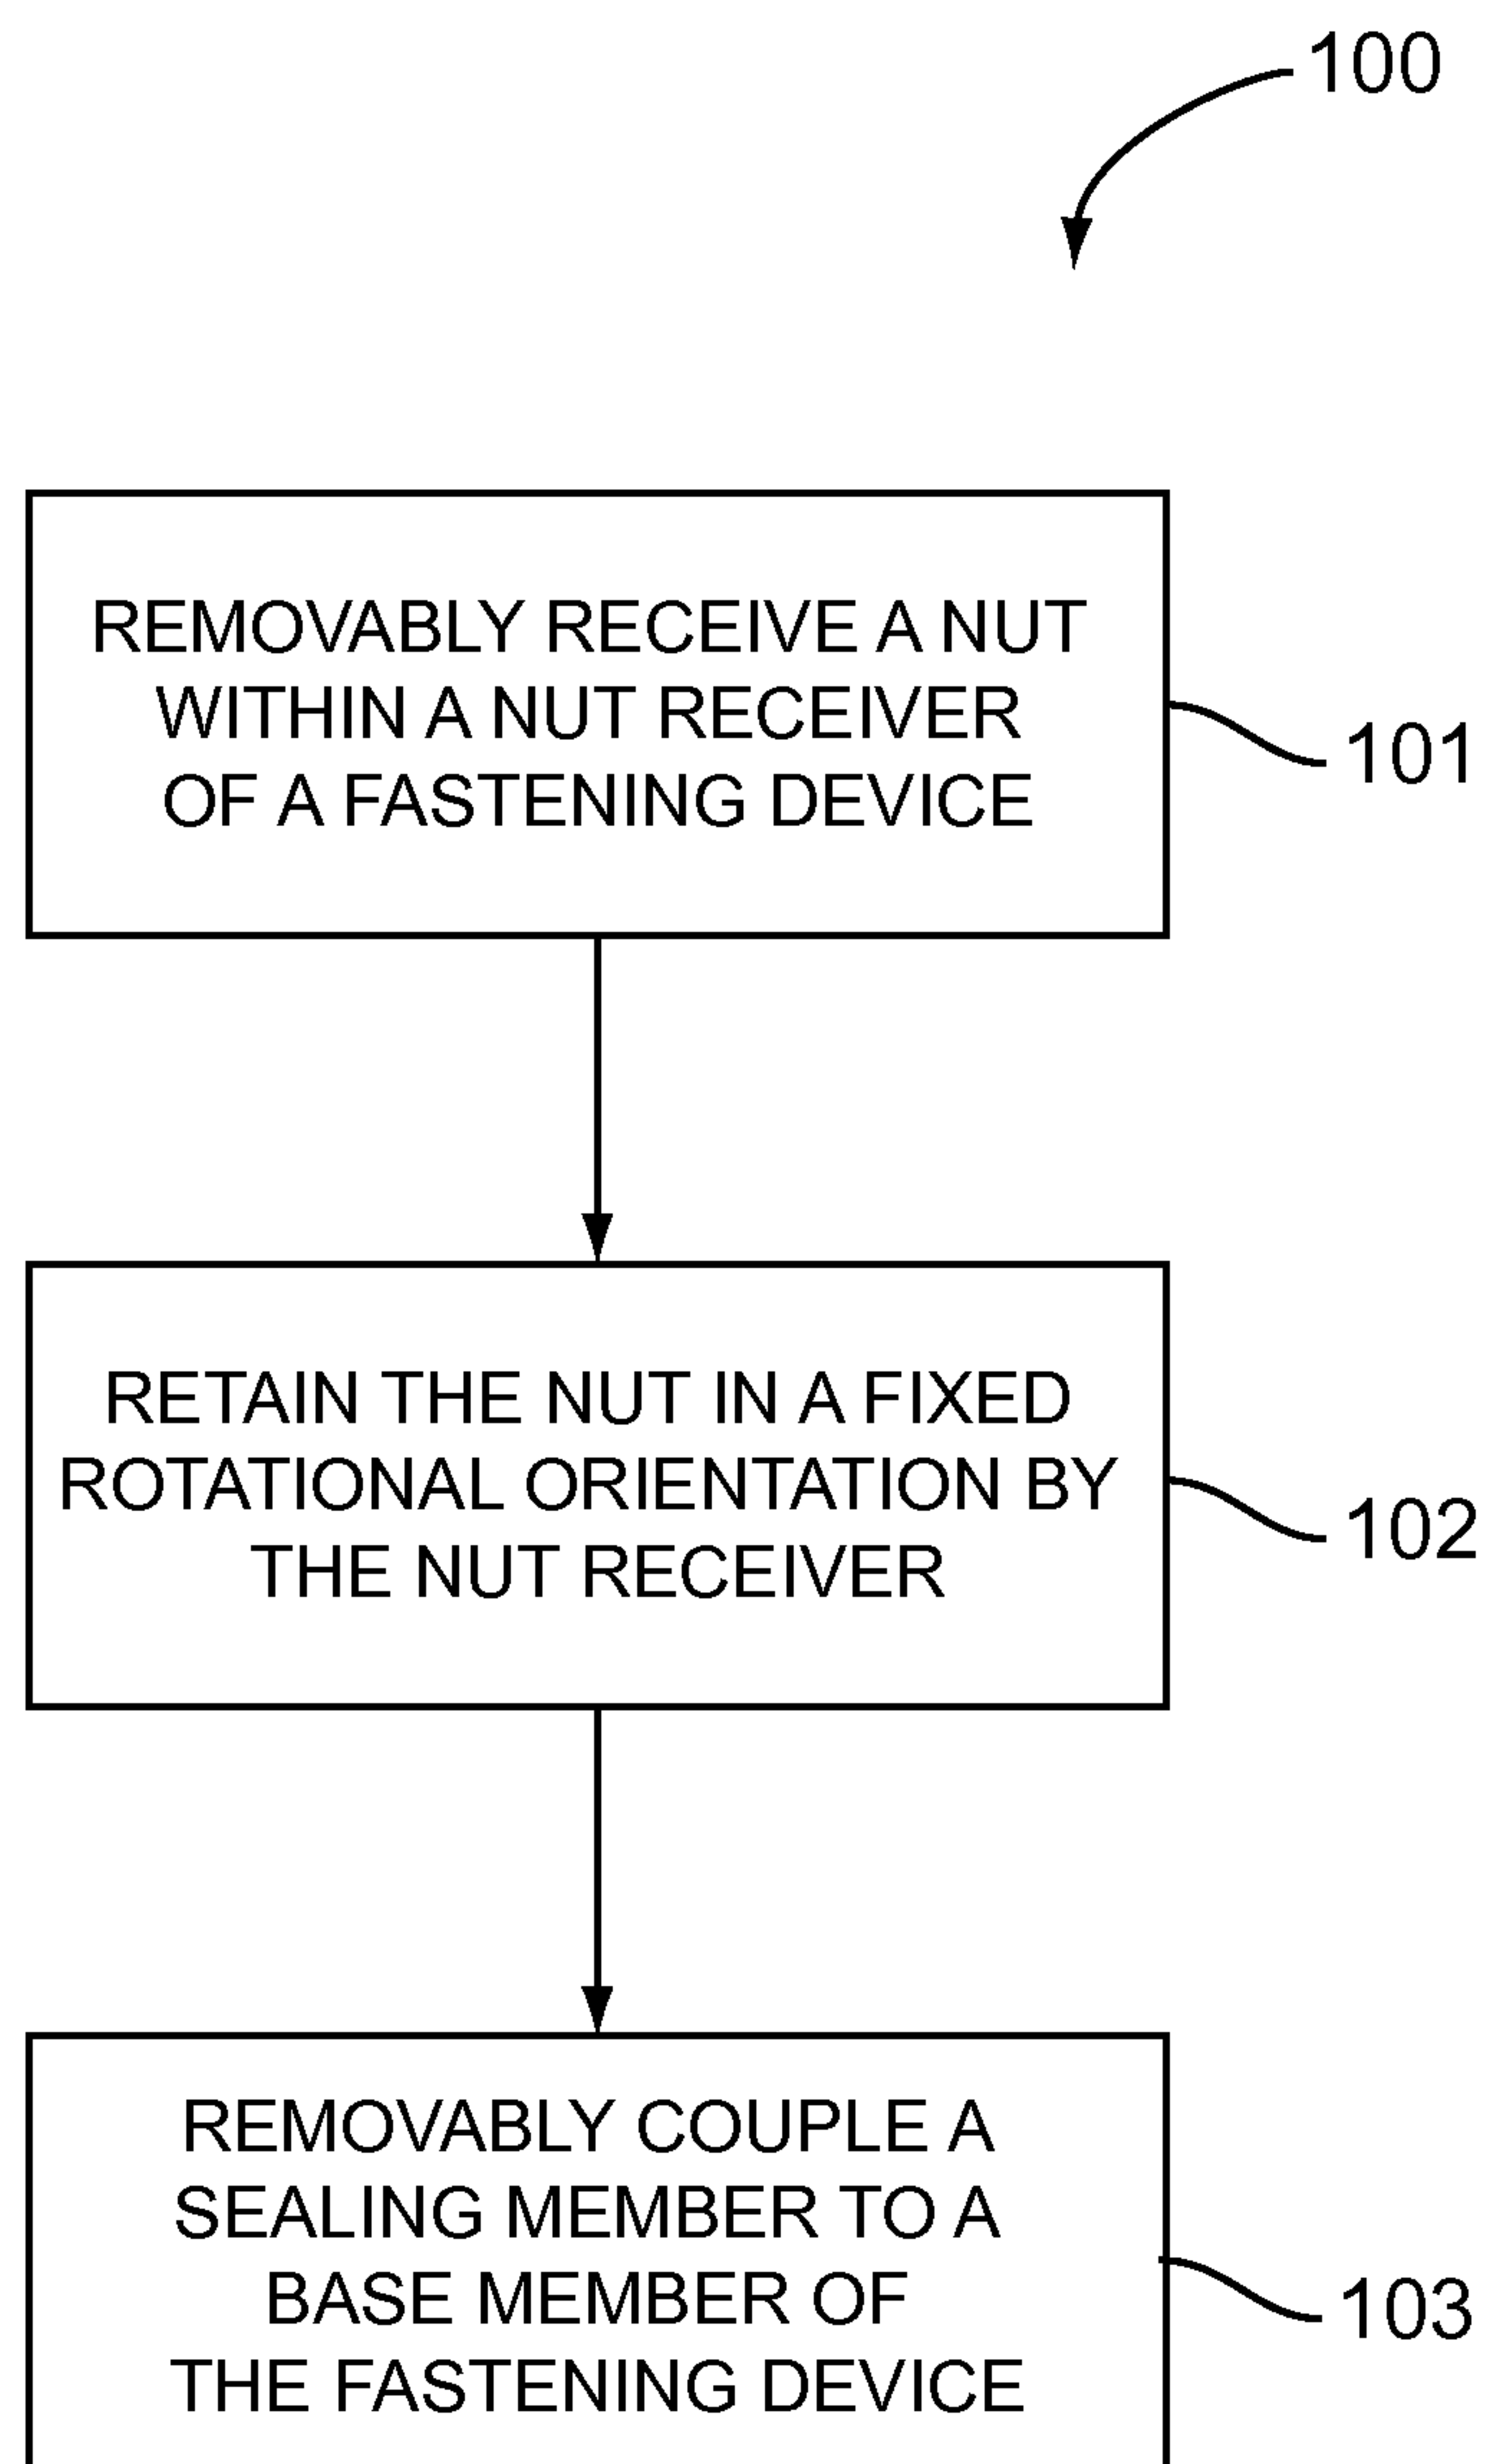 100
REMOVABLY RECEIVE A NUT
WITHIN A NUT RECEIVER
OF A FASTENING DEVICE
101
RETAIN THE NUT IN A FIXED
ROTATIONAL ORIENTATION BY
THE NUT RECEIVER
102
REMOVABLY COUPLE A
SEALING MEMBER TO A
BASE MEMBER OF
THE FASTENING DEVICE
103